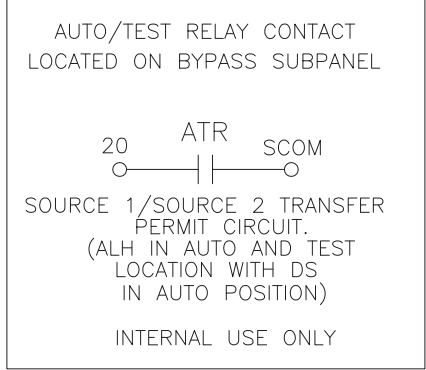 AUTO/TEST RELAY CONTACT
LOCATED ON BYPASS SUBPANEL
20 ATR SCOM
SOURCE 1/SOURCE 2 TRANSFER
PERMIT CIRCUIT.
(ALH IN AUTO AND TEST
LOCATION WITH DS
IN AUTO POSITION)
INTERNAL USE ONLY